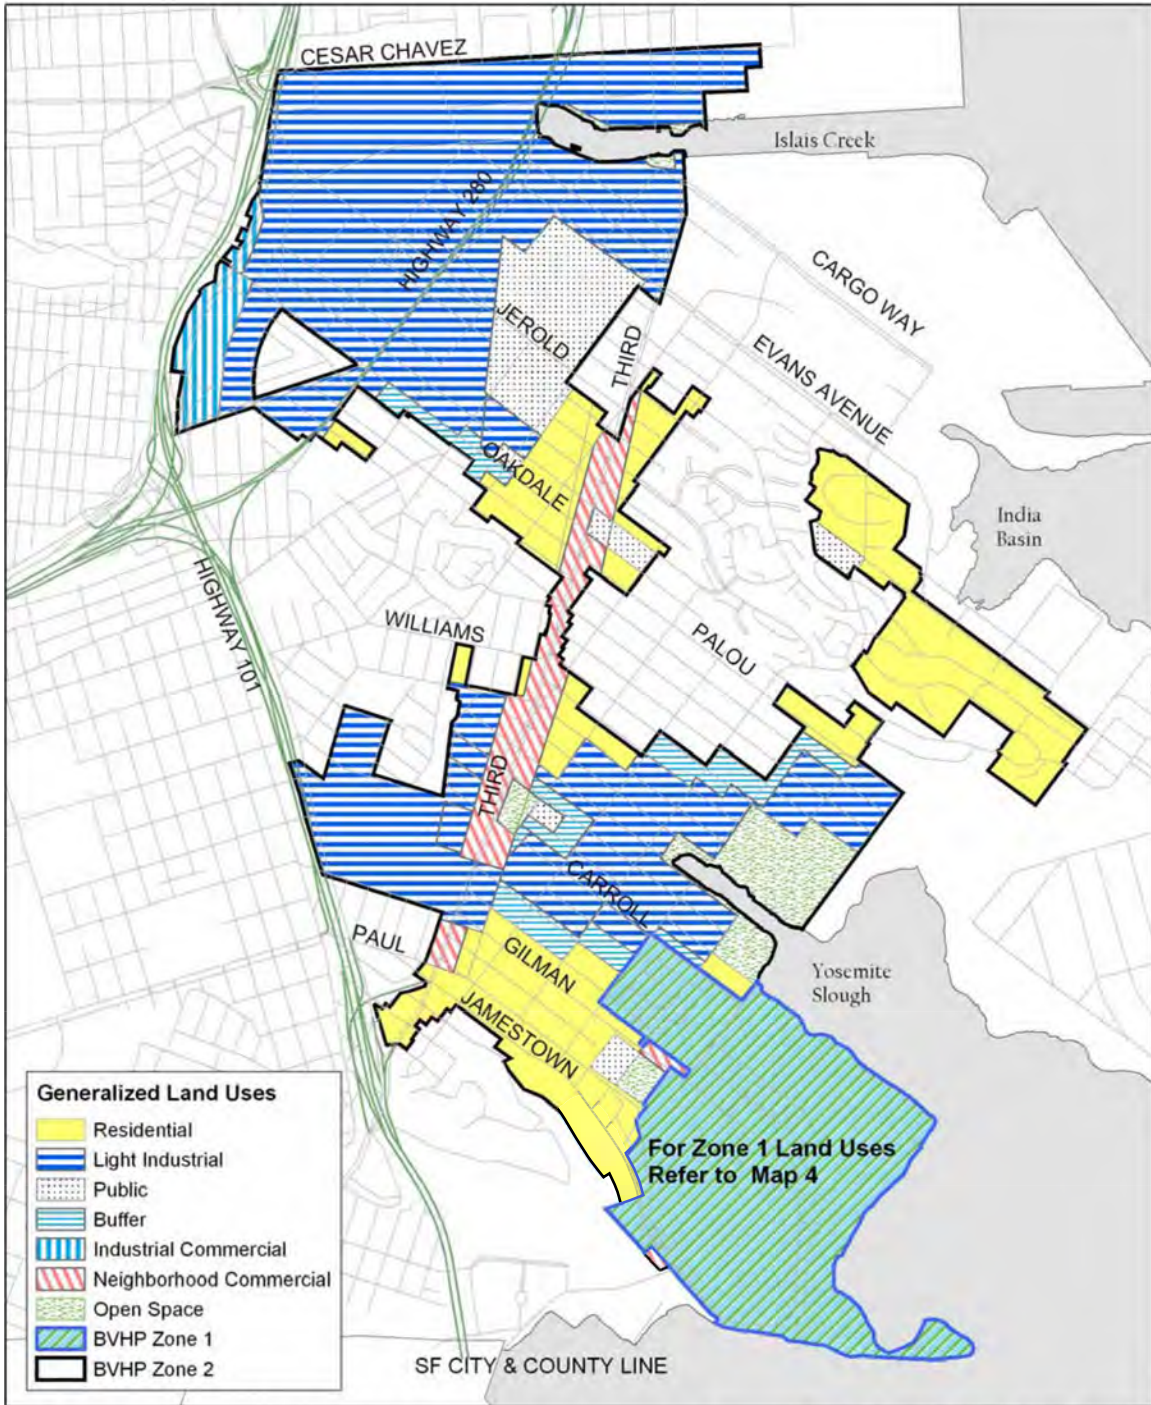 CESAR CHAVEZ
Islais Creek
HIGHWAY 280
CARGO WAY
JEROLD
THIRD
EVANS AVENUE
OAKDALE
India
Basin
HIGHWAY 101
WILLIAMS
PALOU
THIRD
CARROLL
PAUL
GILMAN
Yosemite
Slough
JAMESTOWN
For Zone 1 Land Uses
Refer to Map 4
Generalized Land Uses
Residential
Light Industrial
Public
Buffer
Industrial Commercial
Neighborhood Commercial
Open Space
BVHP Zone 1
BVHP Zone 2
SF CITY & COUNTY LINE